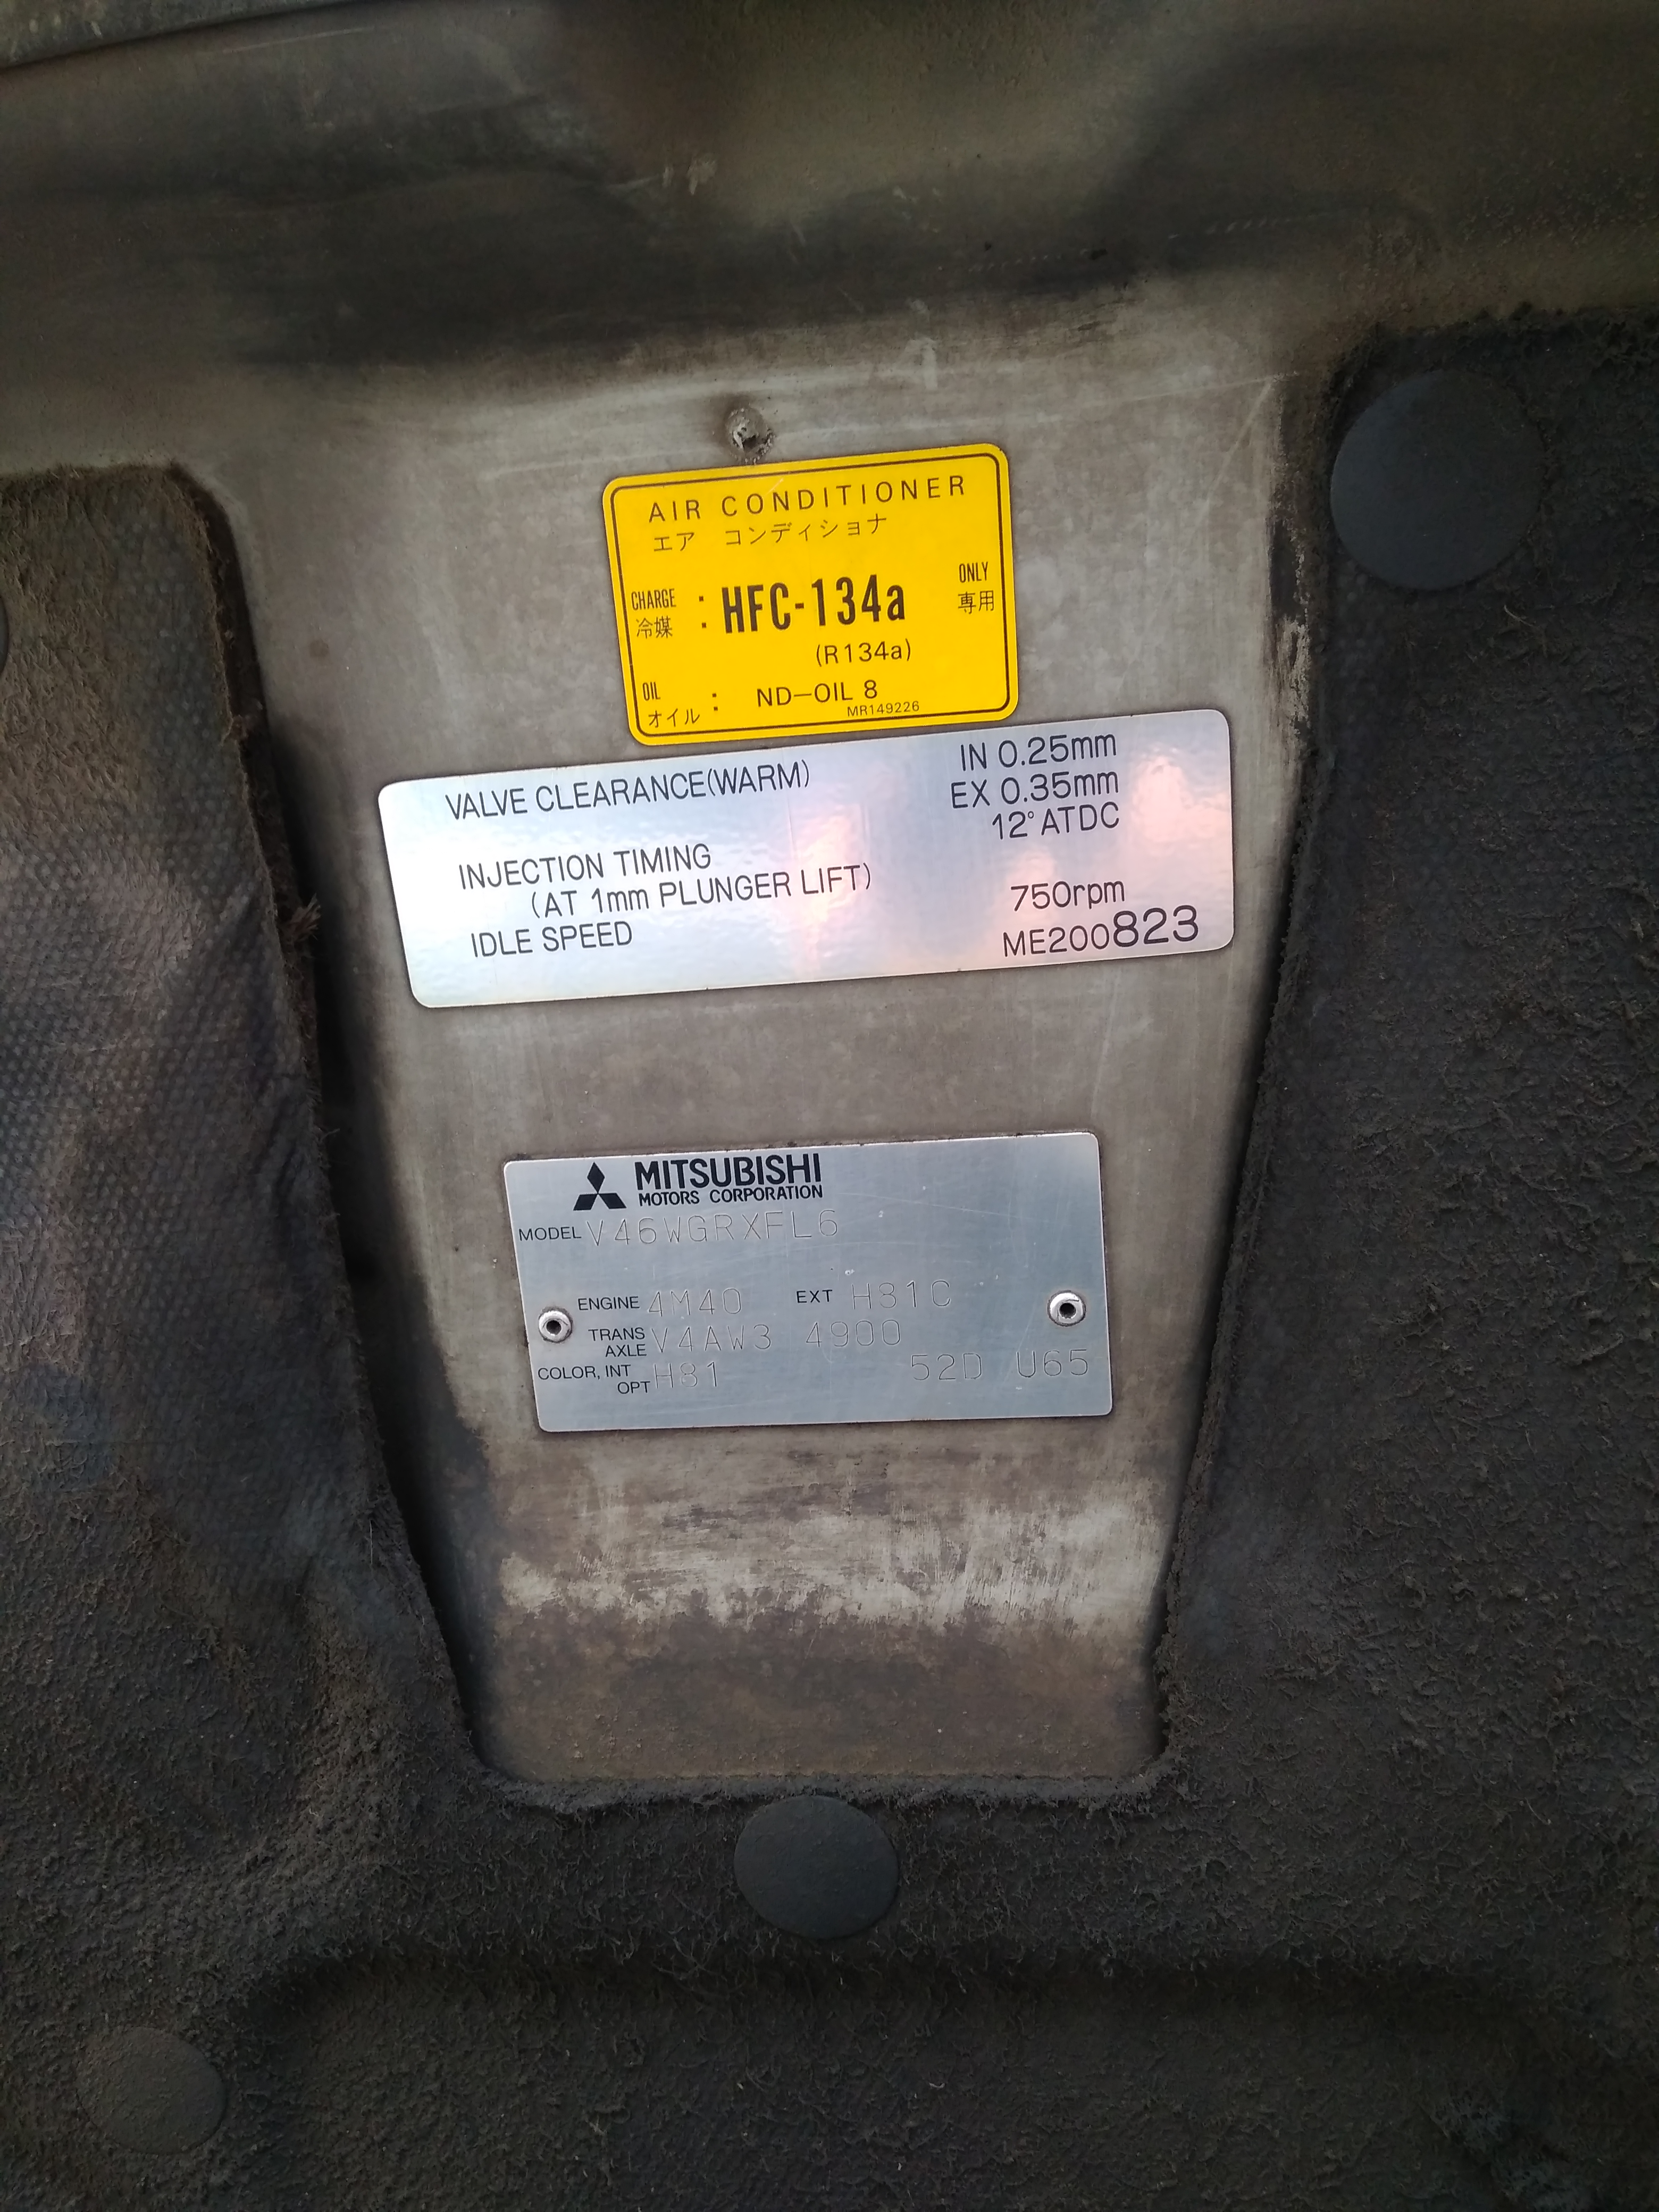 AIR CONDITIONER
エア コンディショナ
CHARGE : HFC-134a ONLY
冷媒 専用
(R134a)
OIL : ND-OIL 8
オイル MR149226
VALVE CLEARANCE(WARM) IN 0.25mm
EX 0.35mm
12°ATDC
INJECTION TIMING
(AT 1mm PLUNGER LIFT)
750rpm
IDLE SPEED
ME200823
MITSUBISHI
MOTORS CORPORATION
MODEL V46WGRXFL6
ENGINE 4M40 EXT H31C
TRANS AXLE V4AW3 4900
COLOR, INT OPT H81 52D U65